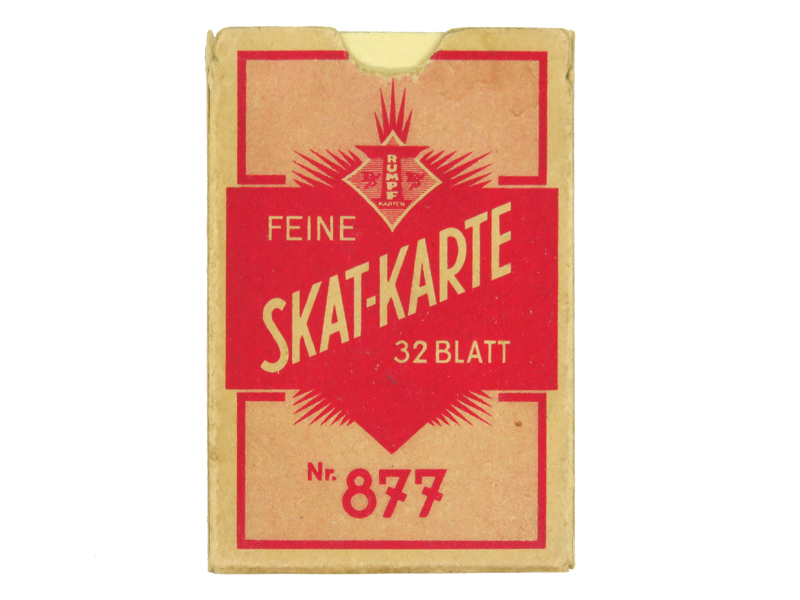 RUMPF
KARTEN
FEINE
SKAT-KARTE
32 BLATT
Nr. 877